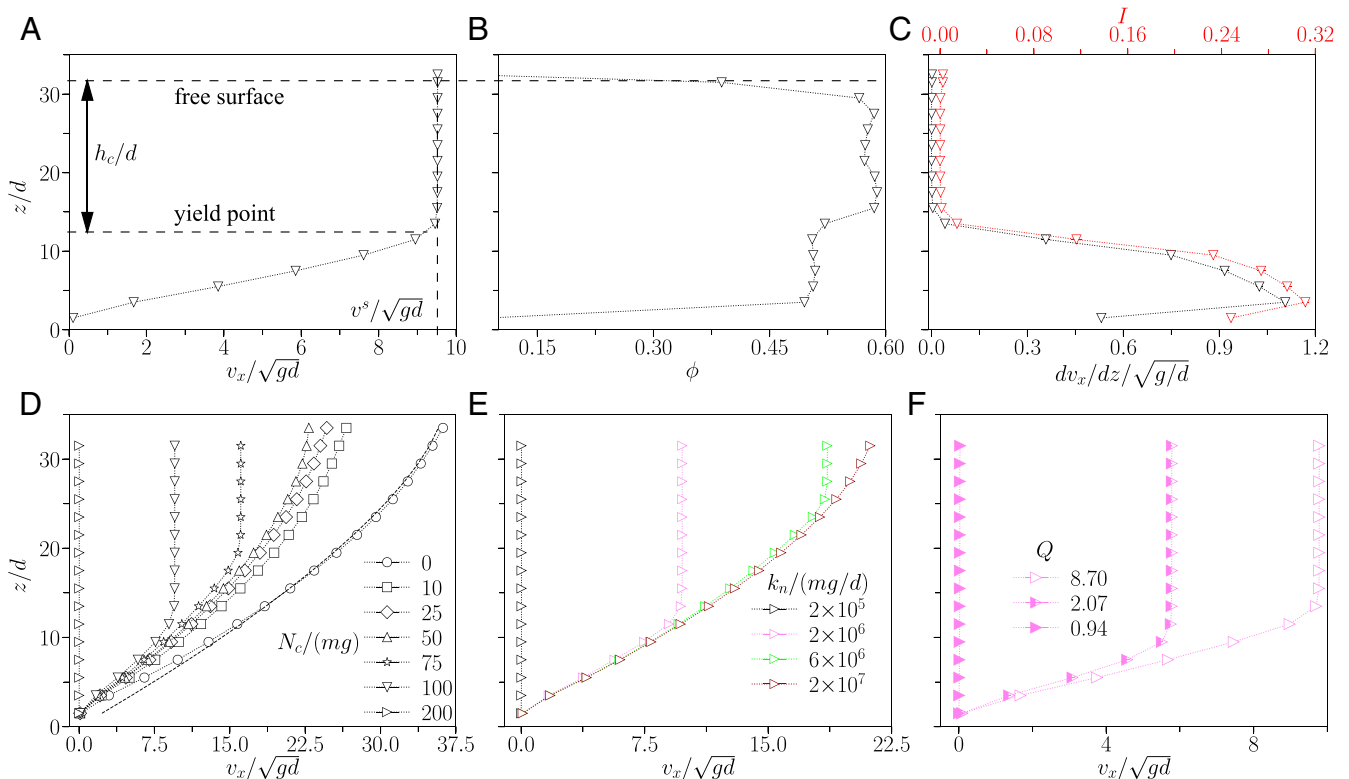 A
B
C
I
0.00 0.08 0.16 0.24 0.32
free surface
h_c/d
yield point
v^s/√gd
z/d
30
20
10
0
0 2 4 6 8 10
v_x/√gd
0.15 0.30 0.45 0.60
ϕ
0.0 0.3 0.6 0.9 1.2
dv_x/dz/√g/d
D
E
F
z/d
30
20
10
0
N_c/(mg)
0
10
25
50
75
100
200
0.0 7.5 15.0 22.5 30.0 37.5
v_x/√gd
k_n/(mg/d)
2×10^5
2×10^6
6×10^6
2×10^7
0.0 7.5 15.0 22.5
v_x/√gd
Q
8.70
2.07
0.94
0 4 8
v_x/√gd